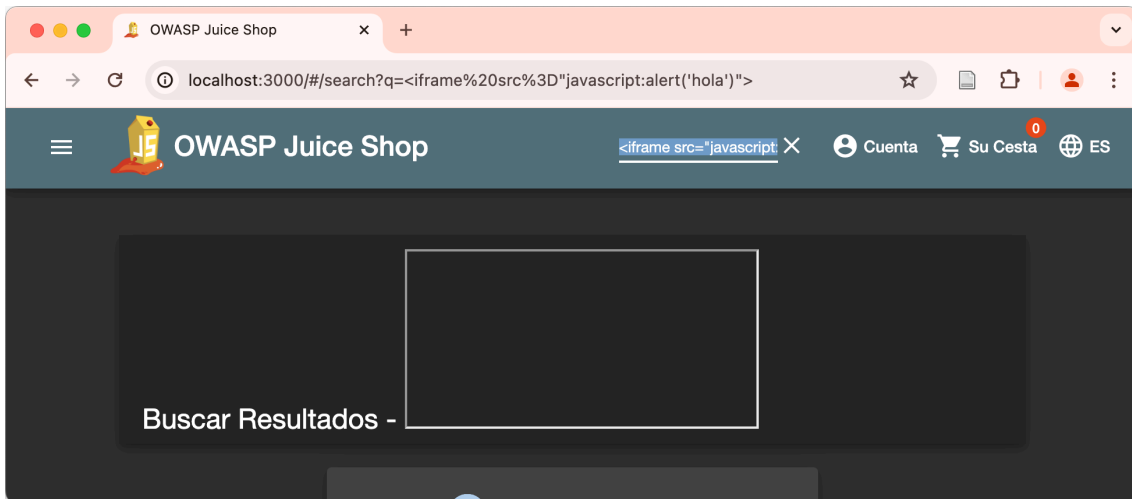 OWASP Juice Shop
localhost:3000/#/search?q=<iframe%20src%3D"javascript:alert('hola')">
JS
OWASP Juice Shop
<iframe src="javascript:
Cuenta
0
Su Cesta
ES
Buscar Resultados -